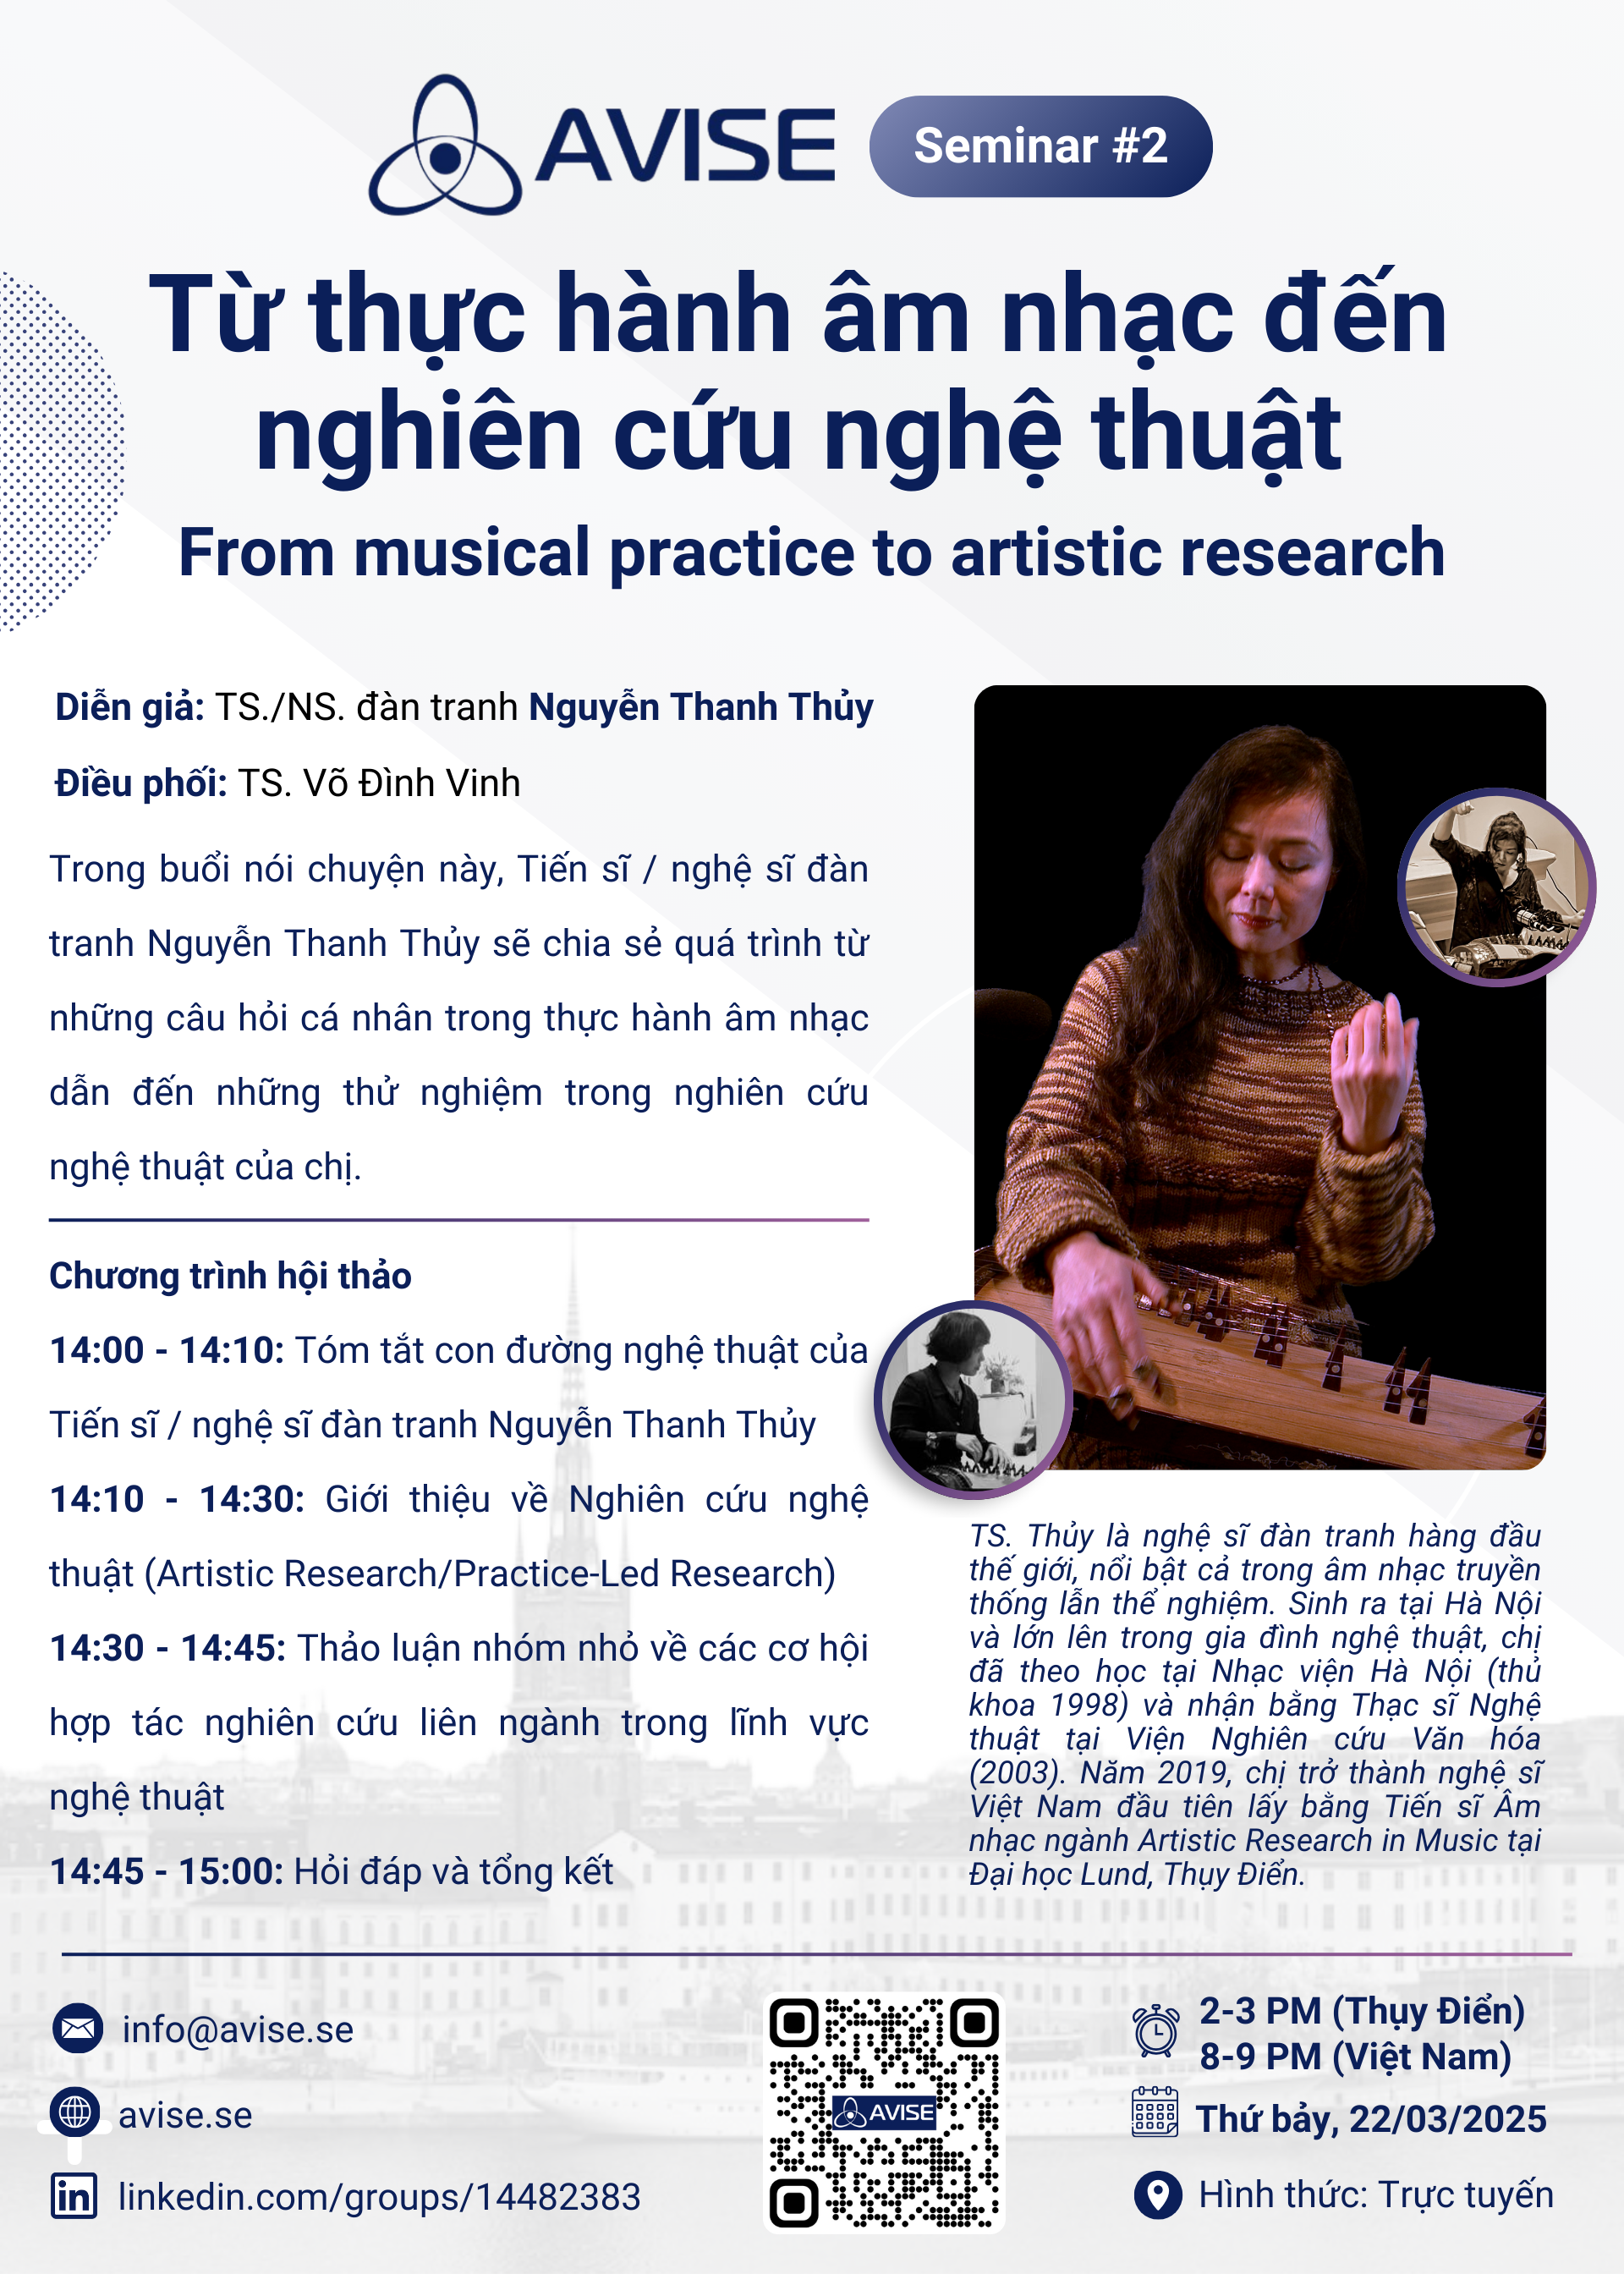 AVISE
Seminar #2
Từ thực hành âm nhạc đến
nghiên cứu nghệ thuật
From musical practice to artistic research
Diễn giả: TS./NS. đàn tranh Nguyễn Thanh Thủy
Điều phối: TS. Võ Đình Vinh
Trong buổi nói chuyện này, Tiến sĩ / nghệ sĩ đàn
tranh Nguyễn Thanh Thủy sẽ chia sẻ quá trình từ
những câu hỏi cá nhân trong thực hành âm nhạc
dẫn đến những thử nghiệm trong nghiên cứu
nghệ thuật của chị.
Chương trình hội thảo
14:00 - 14:10: Tóm tắt con đường nghệ thuật của
Tiến sĩ / nghệ sĩ đàn tranh Nguyễn Thanh Thủy
14:10 - 14:30: Giới thiệu về Nghiên cứu nghệ
thuật (Artistic Research/Practice-Led Research)
14:30 - 14:45: Thảo luận nhóm nhỏ về các cơ hội
hợp tác nghiên cứu liên ngành trong lĩnh vực
nghệ thuật
14:45 - 15:00: Hỏi đáp và tổng kết
TS. Thủy là nghệ sĩ đàn tranh hàng đầu
thế giới, nổi bật cả trong âm nhạc truyền
thống lẫn thể nghiệm. Sinh ra tại Hà Nội
và lớn lên trong gia đình nghệ thuật, chị
đã theo học tại Nhạc viện Hà Nội (thủ
khoa 1998) và nhận bằng Thạc sĩ Nghệ
thuật tại Viện Nghiên cứu Văn hóa
(2003). Năm 2019, chị trở thành nghệ sĩ
Việt Nam đầu tiên lấy bằng Tiến sĩ Âm
nhạc ngành Artistic Research in Music tại
Đại học Lund, Thụy Điển.
info@avise.se
avise.se
linkedin.com/groups/14482383
AVISE
2-3 PM (Thụy Điển)
8-9 PM (Việt Nam)
Thứ bảy, 22/03/2025
Hình thức: Trực tuyến